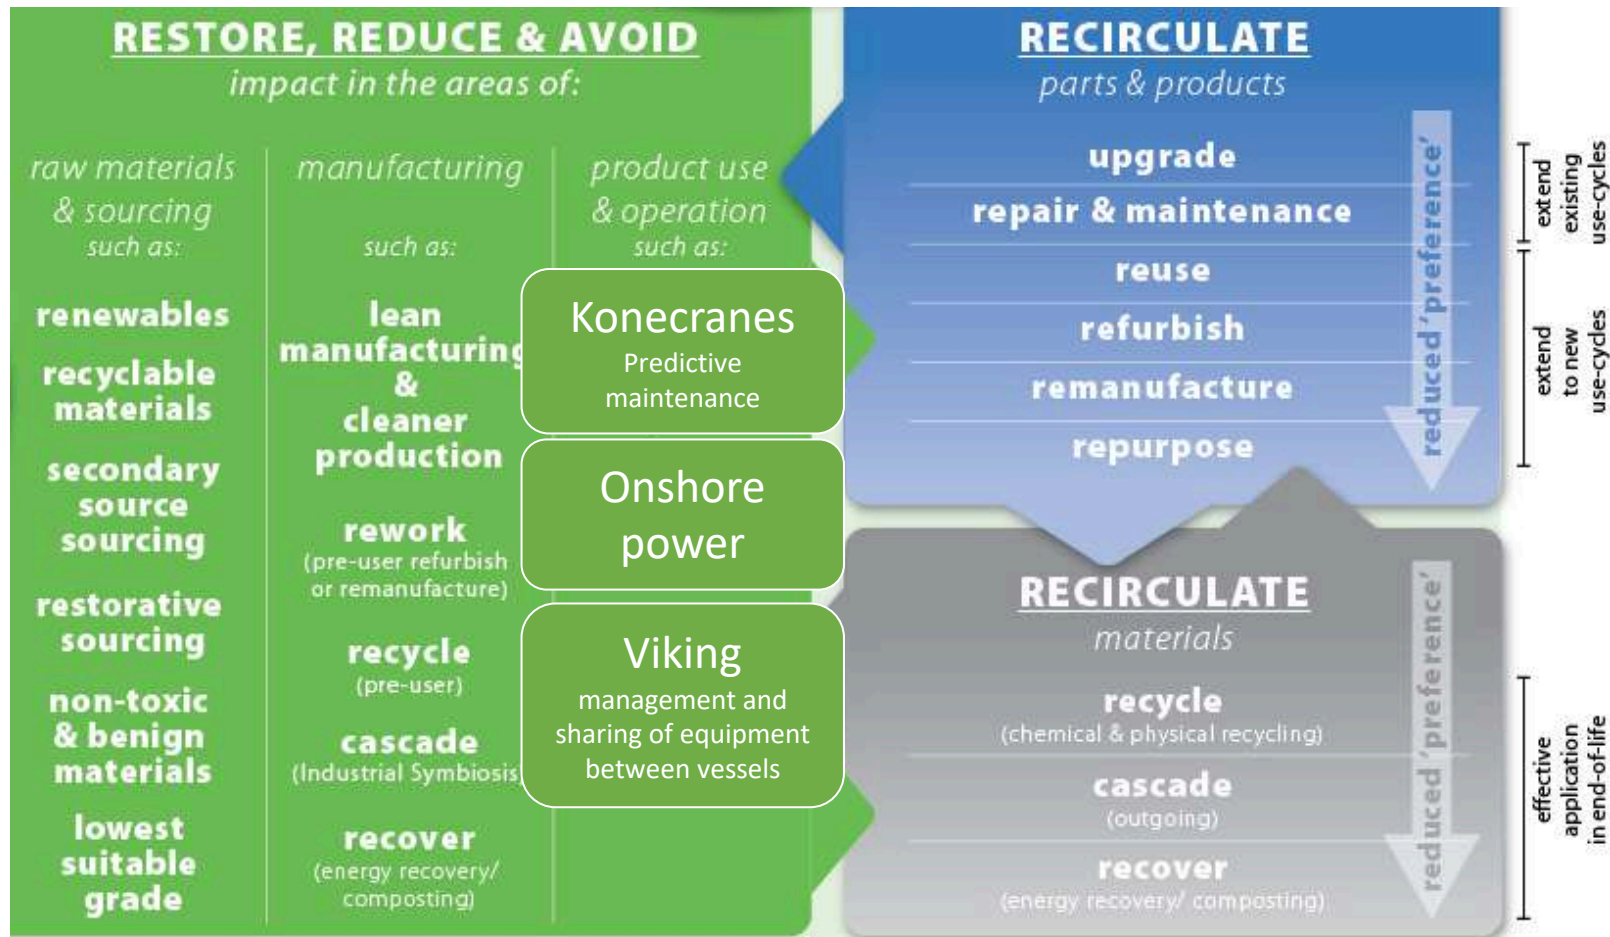 RESTORE, REDUCE & AVOID
impact in the areas of:
raw materials
& sourcing
such as:
renewables
recyclable
materials
secondary
source
sourcing
restorative
sourcing
non-toxic
& benign
materials
lowest
suitable
grade
manufacturing
such as:
lean
manufacturing
&
cleaner
production
rework
(pre-user refurbish
or remanufacture)
recycle
(pre-user)
cascade
(Industrial Symbiosis)
recover
(energy recovery/
composting)
product use
& operation
such as:
Konecranes
Predictive
maintenance
Onshore
power
Viking
management and
sharing of equipment
between vessels
RECIRCULATE
parts & products
upgrade
repair & maintenance
reuse
refurbish
remanufacture
repurpose
reduced 'preference'
extend
existing
use-cycles
extend
to new
use-cycles
RECIRCULATE
materials
recycle
(chemical & physical recycling)
cascade
(outgoing)
recover
(energy recovery/ composting)
reduced 'preference'
effective
application
in end-of-life